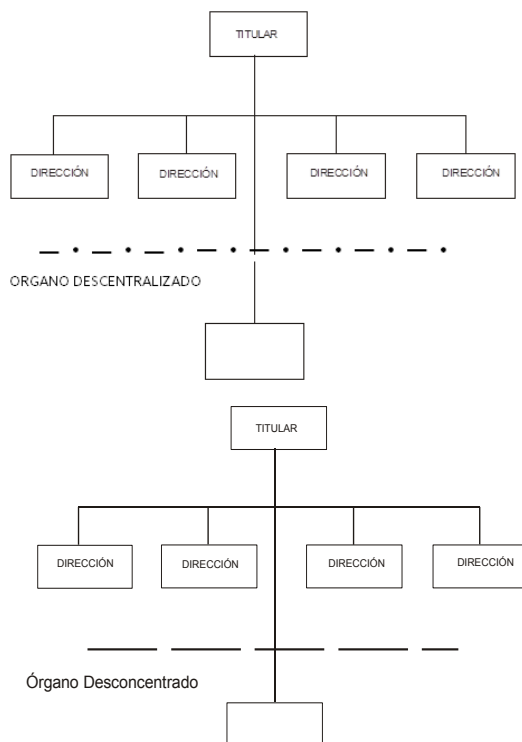 TITULAR
DIRECCIÓN DIRECCIÓN DIRECCIÓN DIRECCIÓN
ORGANO DESCENTRALIZADO
TITULAR
DIRECCIÓN DIRECCIÓN DIRECCIÓN DIRECCIÓN
Órgano Desconcentrado